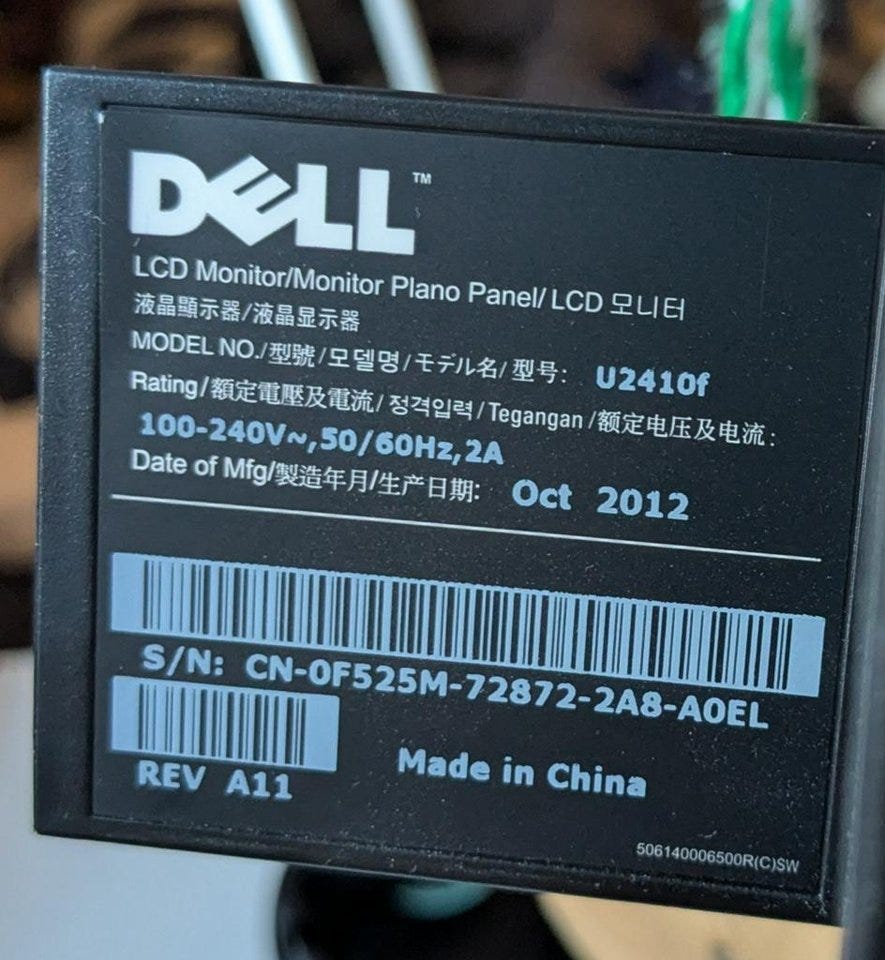 DELL™
LCD Monitor/Monitor Plano Panel/LCD 모니터
液晶顯示器/液晶显示器
MODEL NO./型號/모델명/モデル名/型号: U2410f
Rating/額定電壓及電流/정격입력/Tegangan/额定电压及电流:
100-240V~,50/60Hz,2A
Date of Mfg/製造年月/生产日期: Oct 2012
S/N: CN-0F525M-72872-2A8-A0EL
REV A11
Made in China
506140006500R(C)SW